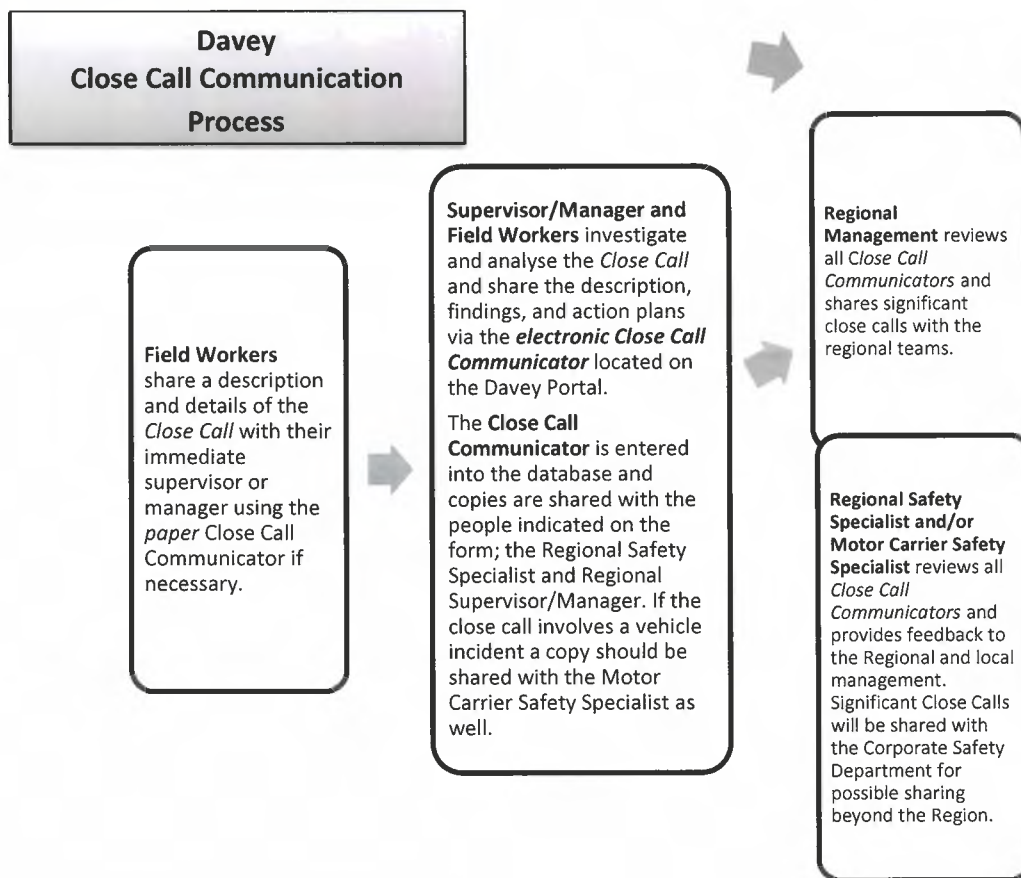 Davey
Close Call Communication
Process
Field Workers
share a description
and details of the
Close Call with their
immediate
supervisor or
manager using the
paper Close Call
Communicator if
necessary.
Supervisor/Manager and
Field Workers investigate
and analyse the Close Call
and share the description,
findings, and action plans
via the electronic Close Call
Communicator located on
the Davey Portal.
The Close Call
Communicator is entered
into the database and
copies are shared with the
people indicated on the
form; the Regional Safety
Specialist and Regional
Supervisor/Manager. If the
close call involves a vehicle
incident a copy should be
shared with the Motor
Carrier Safety Specialist as
well.
Regional
Management reviews
all Close Call
Communicators and
shares significant
close calls with the
regional teams.
Regional Safety
Specialist and/or
Motor Carrier Safety
Specialist reviews all
Close Call
Communicators and
provides feedback to
the Regional and local
management.
Significant Close Calls
will be shared with
the Corporate Safety
Department for
possible sharing
beyond the Region.